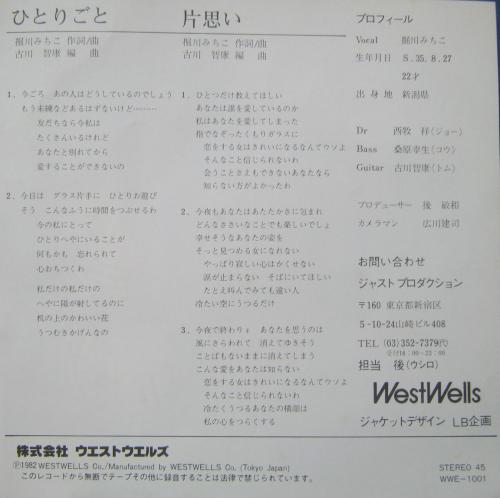 ひとりごと
掘川みちこ 作詞/曲
古川 智康 編 曲
1. 今ごろ あの人はどうしているのでしょう
もう未練などあるはずないけど………
友だちなら今私は
たくさんいるけれど
あなたと別れてから
愛することができないの
2. 今日は グラス片手に ひとりお遊び
そう こんなふうに時間をつぶせるわ
今の私にとって
ひとりへやにいることが
何もかも 忘れられて
心おちつくわ
私だけの私だけの
へやに陽が射してるのに
机の上のかわいい花
うつむきかげんなの
片思い
掘川みちこ 作詞/曲
古川 智康 編 曲
1. ひとつだけ教えてほしい
あなたは誰を愛しているのか
私はあなたを愛してしまった
指でなぞったくもりガラスに
恋をする女はきれいになるなんてウソよ
そんなこと信じられないわ
会うことさえもできないあなたなら
知らない方がよかったわ
2. 今夜もあなたはあたたかさに包まれ
どんなささいなことでも楽しいでしょ
幸せそうなあなたの姿を
そっと見つめる女になれない
やっぱり寂しい心はかくせない
涙が止まらない そばにいてほしい
たとえ叫んでみても遠い人
冷たい空にうつるだけ
3. 今夜で終わりょ あなたを思うのは
風にさらわれて 消えてゆきそう
ことばもないままに消えてしまう
こんな愛をあなたは知らない
恋をする女はきれいになるなんてウソよ
そんなこと信じられないわ
冷たくうつるあなたの横顔は
私の心をつらくする
プロフィール
Vocal 掘川みちこ
生年月日 S.35.8.27
22才
出身地 新潟県
Dr 西牧 祥(ジョー)
Bass 桑原幸生(コウ)
Guitar 古川智康(トム)
プロデューサー 後 敏和
カメラマン 広川建司
お問い合わせ
ジャスト プロダクション
〒160 東京都新宿区
5-10-24山崎ビル408
TEL (03)352-7379代
受付14:00~22:00
担当 後(ウシロ)
WestWells
ジャケットデザイン LB企画
株式会社 ウエストウエルズ
Ⓟ1982 WESTWELLS Co./Manufactured by WESTWELLS Co. (Tokyo Japan)
このレコードから無断でテープその他に録音することは法律で禁じられています。
STEREO 45
WWE-1001